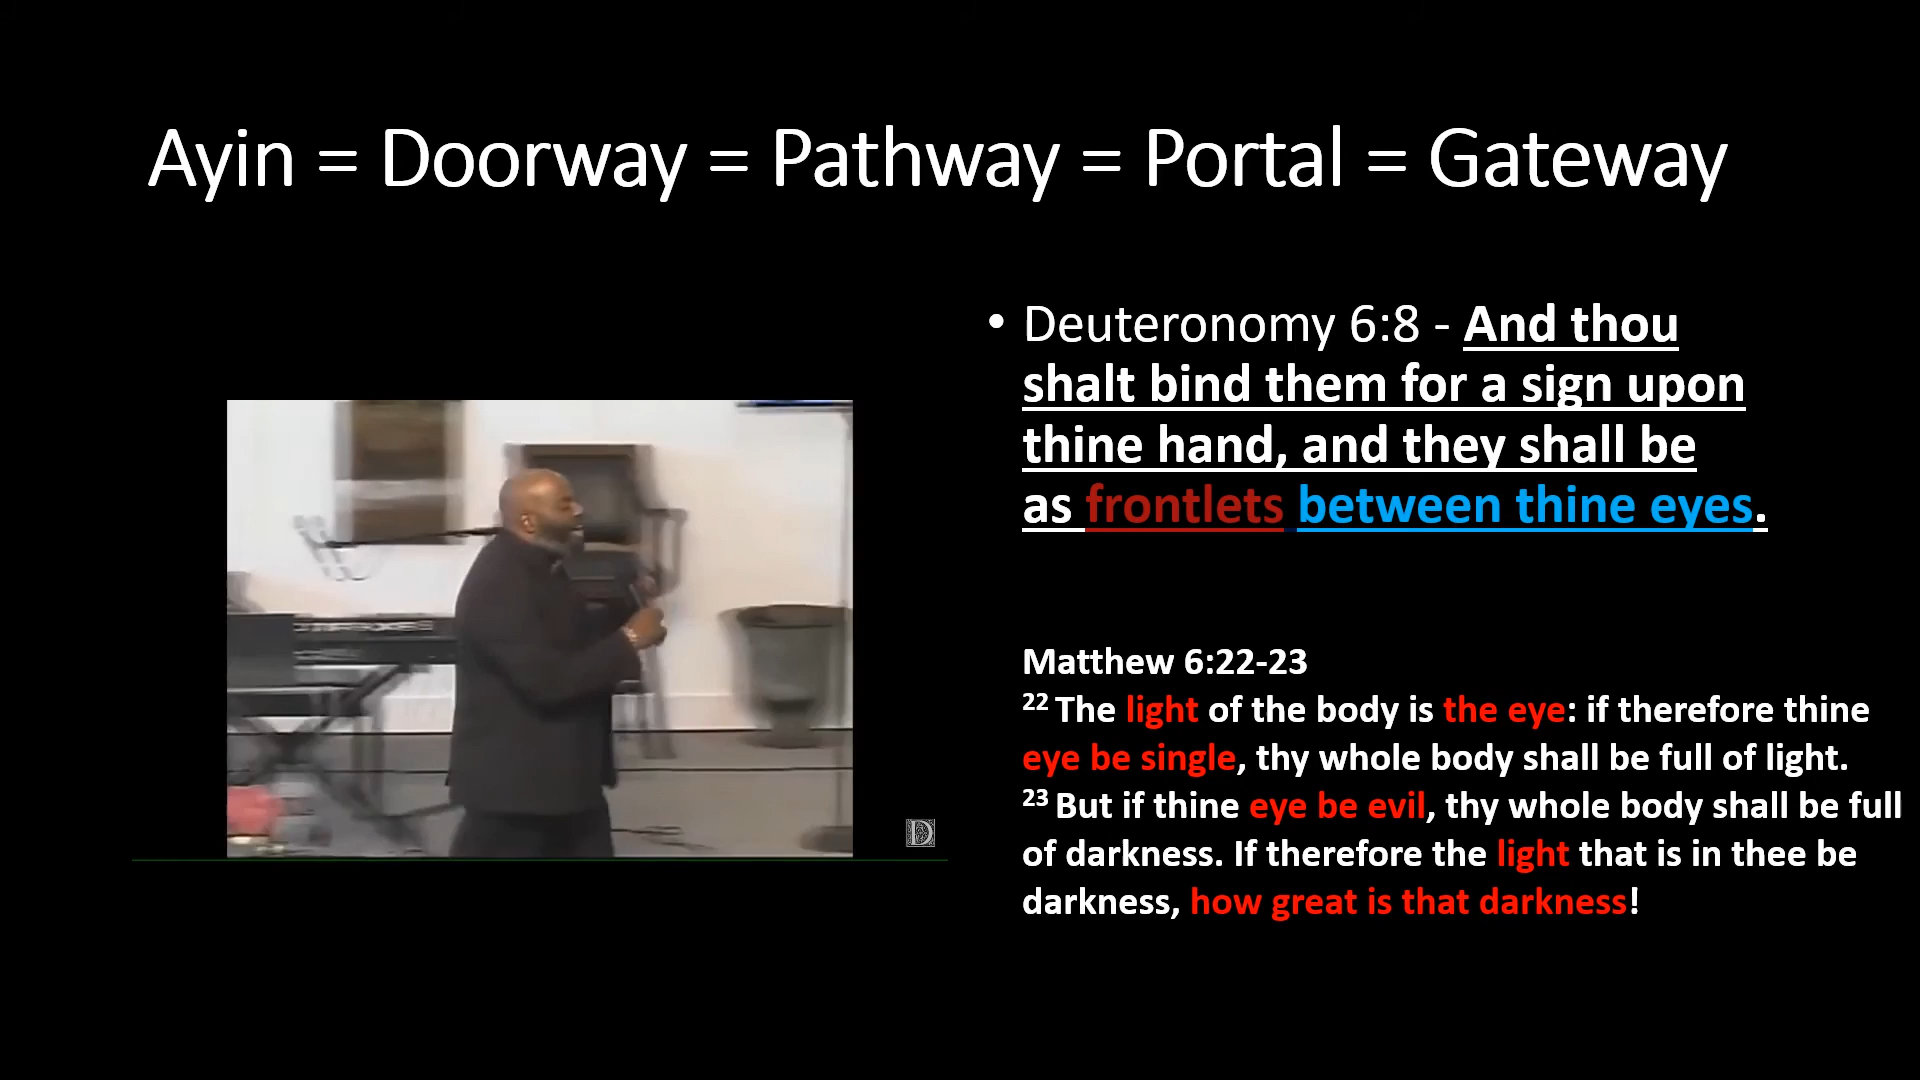 Ayin = Doorway = Pathway = Portal = Gateway
• Deuteronomy 6:8 - And thou
shalt bind them for a sign upon
thine hand, and they shall be
as frontlets between thine eyes.
Matthew 6:22-23
22 The light of the body is the eye: if therefore thine
eye be single, thy whole body shall be full of light.
23 But if thine eye be evil, thy whole body shall be full
of darkness. If therefore the light that is in thee be
darkness, how great is that darkness!
D